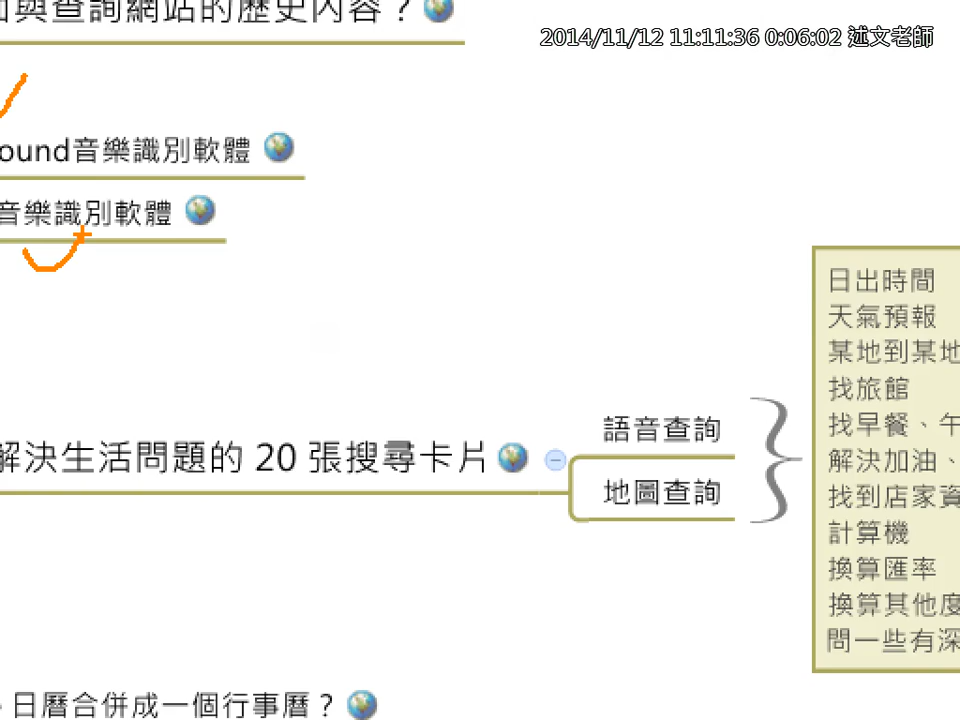 與查詢網站的歷史內容？
2014/11/12 11:11:36 0:06:02 述文老師
ound音樂識別軟體
音樂識別軟體
解決生活問題的 20 張搜尋卡片
語音查詢
地圖查詢
日出時間
天氣預報
某地到某地
找旅館
找早餐、午
解決加油、
找到店家資
計算機
換算匯率
換算其他度
問一些有深
日曆合併成一個行事曆？